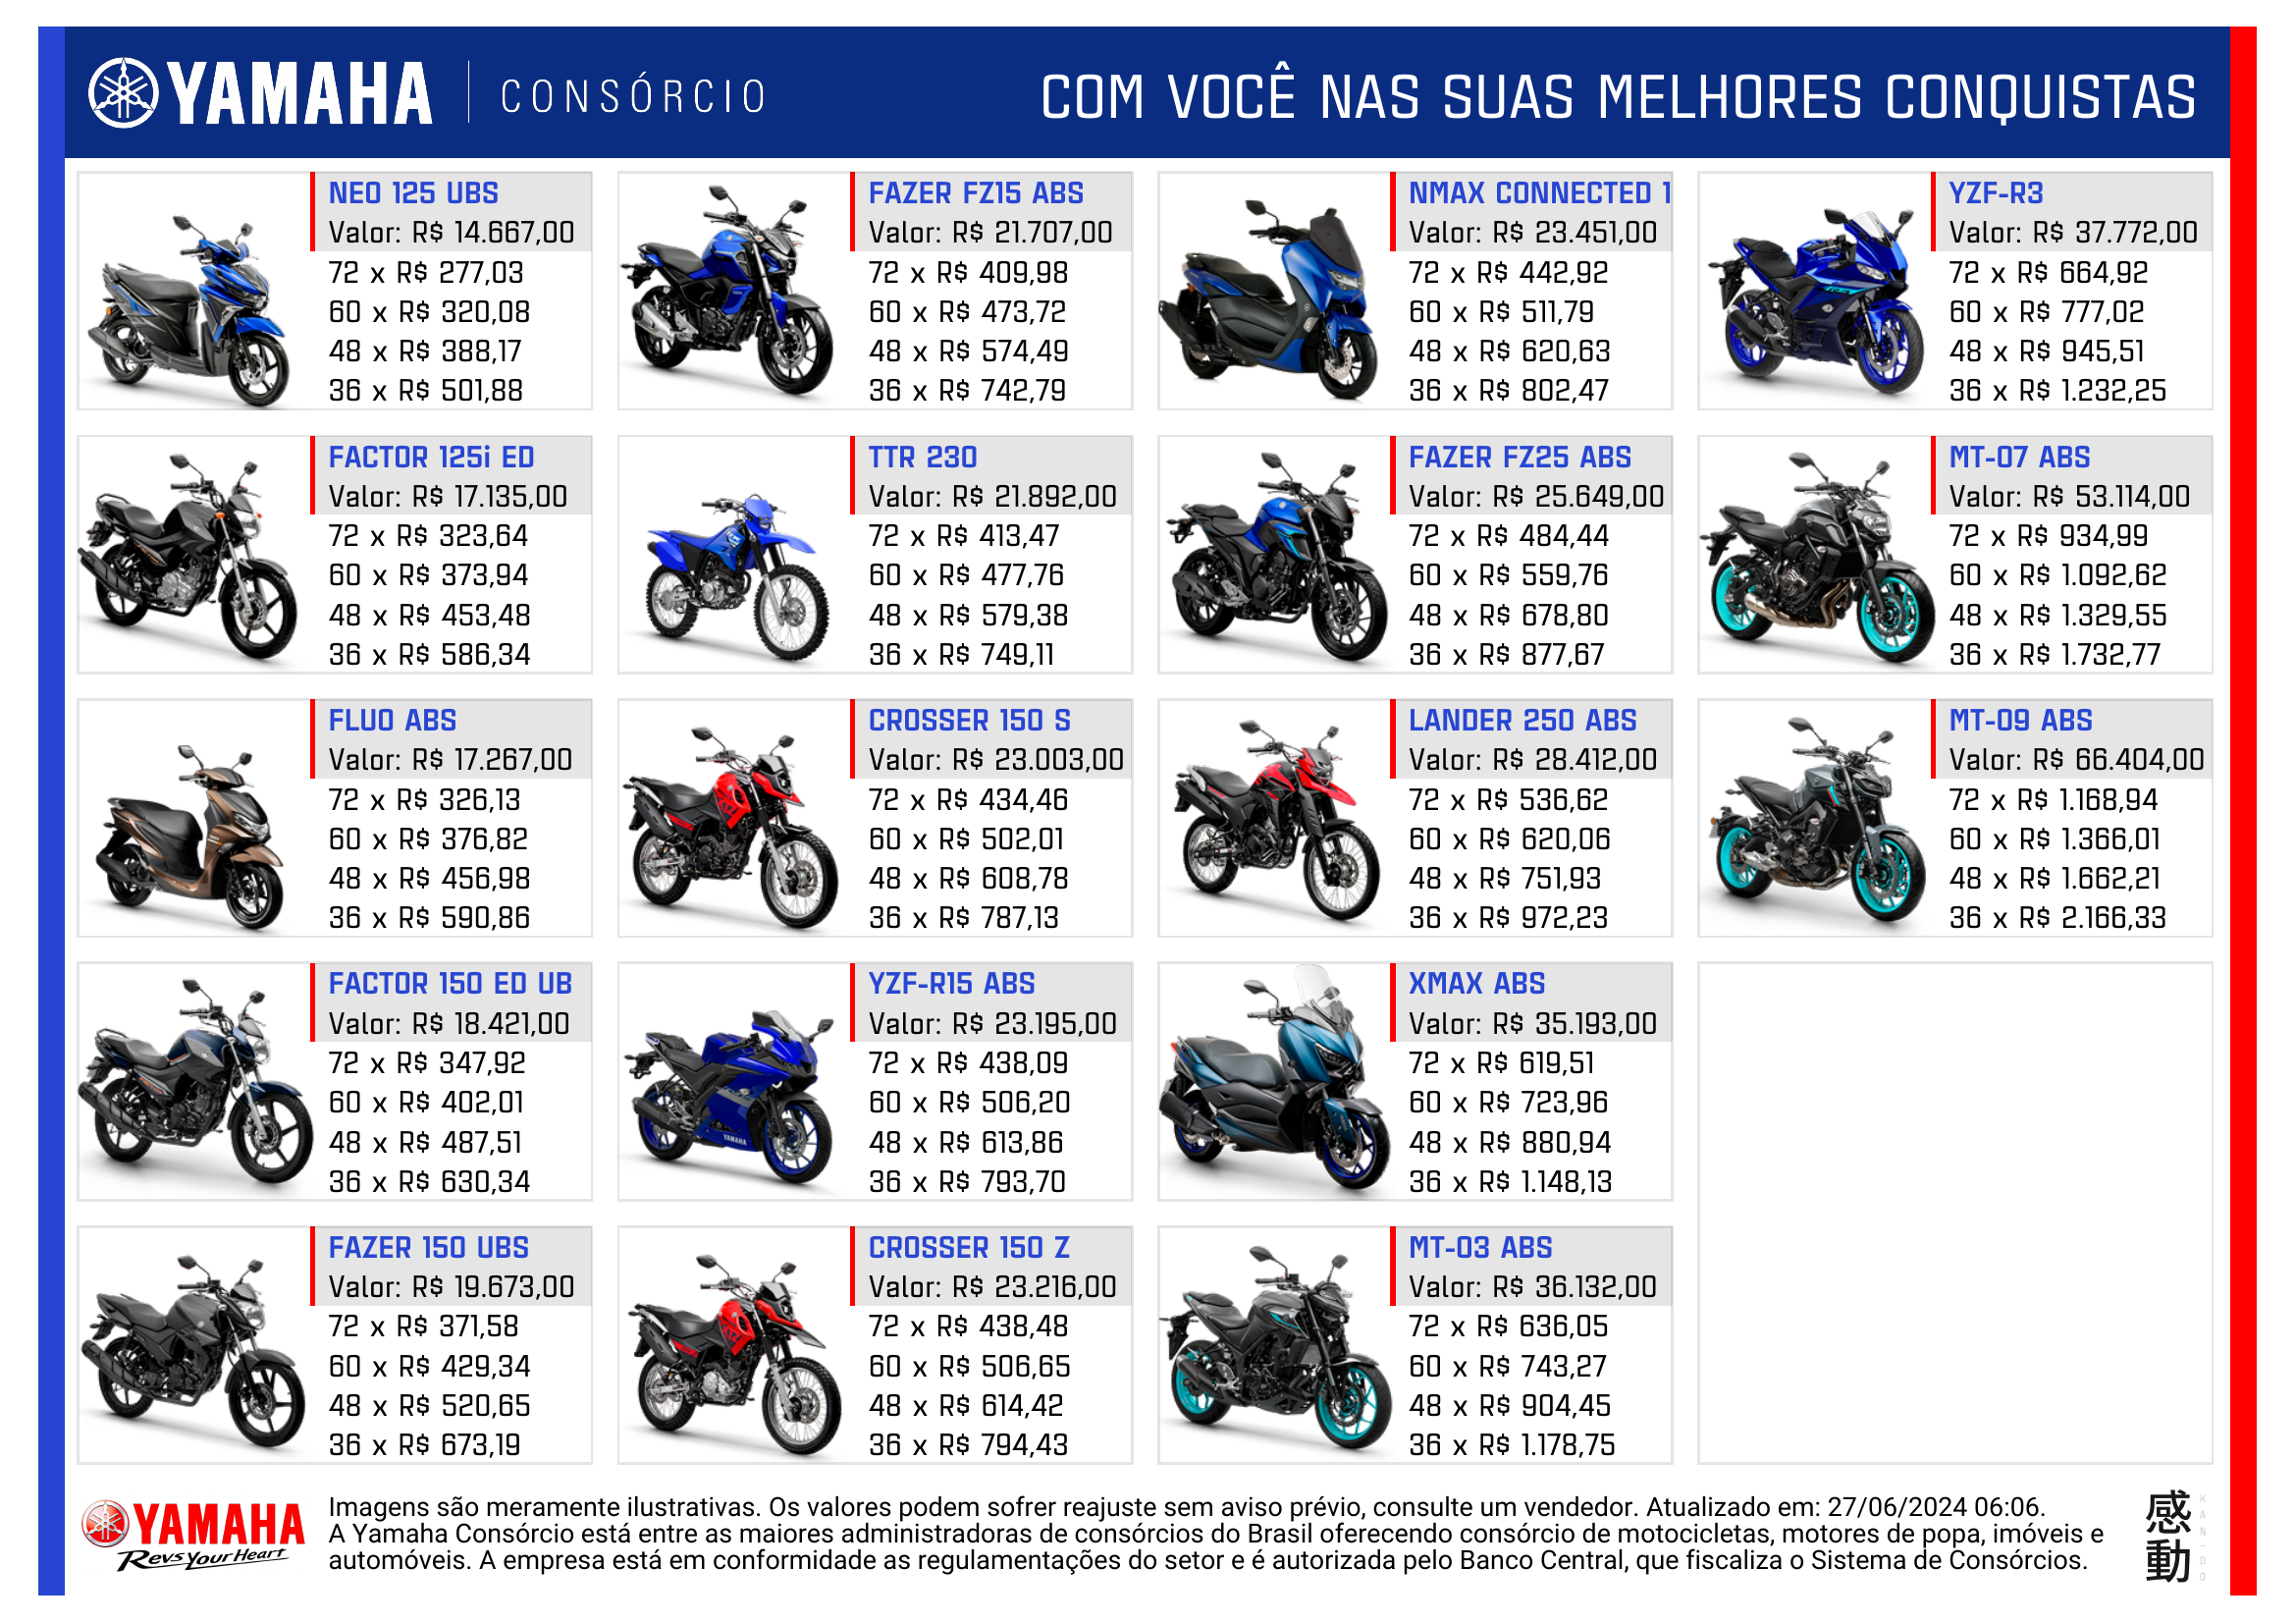 YAMAHA CONSÓRCIO
COM VOCÊ NAS SUAS MELHORES CONQUISTAS
NEO 125 UBS
Valor: R$ 14.667,00
72 x R$ 277,03
60 x R$ 320,08
48 x R$ 388,17
36 x R$ 501,88
FAZER FZ15 ABS
Valor: R$ 21.707,00
72 x R$ 409,98
60 x R$ 473,72
48 x R$ 574,49
36 x R$ 742,79
NMAX CONNECTED 1
Valor: R$ 23.451,00
72 x R$ 442,92
60 x R$ 511,79
48 x R$ 620,63
36 x R$ 802,47
YZF-R3
Valor: R$ 37.772,00
72 x R$ 664,92
60 x R$ 777,02
48 x R$ 945,51
36 x R$ 1.232,25
FACTOR 125i ED
Valor: R$ 17.135,00
72 x R$ 323,64
60 x R$ 373,94
48 x R$ 453,48
36 x R$ 586,34
TTR 230
Valor: R$ 21.892,00
72 x R$ 413,47
60 x R$ 477,76
48 x R$ 579,38
36 x R$ 749,11
FAZER FZ25 ABS
Valor: R$ 25.649,00
72 x R$ 484,44
60 x R$ 559,76
48 x R$ 678,80
36 x R$ 877,67
MT-07 ABS
Valor: R$ 53.114,00
72 x R$ 934,99
60 x R$ 1.092,62
48 x R$ 1.329,55
36 x R$ 1.732,77
FLUO ABS
Valor: R$ 17.267,00
72 x R$ 326,13
60 x R$ 376,82
48 x R$ 456,98
36 x R$ 590,86
CROSSER 150 S
Valor: R$ 23.003,00
72 x R$ 434,46
60 x R$ 502,01
48 x R$ 608,78
36 x R$ 787,13
LANDER 250 ABS
Valor: R$ 28.412,00
72 x R$ 536,62
60 x R$ 620,06
48 x R$ 751,93
36 x R$ 972,23
MT-09 ABS
Valor: R$ 66.404,00
72 x R$ 1.168,94
60 x R$ 1.366,01
48 x R$ 1.662,21
36 x R$ 2.166,33
FACTOR 150 ED UB
Valor: R$ 18.421,00
72 x R$ 347,92
60 x R$ 402,01
48 x R$ 487,51
36 x R$ 630,34
YZF-R15 ABS
Valor: R$ 23.195,00
72 x R$ 438,09
60 x R$ 506,20
48 x R$ 613,86
36 x R$ 793,70
YAMAHA
XMAX ABS
Valor: R$ 35.193,00
72 x R$ 619,51
60 x R$ 723,96
48 x R$ 880,94
36 x R$ 1.148,13
FAZER 150 UBS
Valor: R$ 19.673,00
72 x R$ 371,58
60 x R$ 429,34
48 x R$ 520,65
36 x R$ 673,19
CROSSER 150 Z
Valor: R$ 23.216,00
72 x R$ 438,48
60 x R$ 506,65
48 x R$ 614,42
36 x R$ 794,43
MT-03 ABS
Valor: R$ 36.132,00
72 x R$ 636,05
60 x R$ 743,27
48 x R$ 904,45
36 x R$ 1.178,75
YAMAHA
Revs Your Heart
Imagens são meramente ilustrativas. Os valores podem sofrer reajuste sem aviso prévio, consulte um vendedor. Atualizado em: 27/06/2024 06:06.
A Yamaha Consórcio está entre as maiores administradoras de consórcios do Brasil oferecendo consórcio de motocicletas, motores de popa, imóveis e
automóveis. A empresa está em conformidade as regulamentações do setor e é autorizada pelo Banco Central, que fiscaliza o Sistema de Consórcios.
感動
KAN-DO